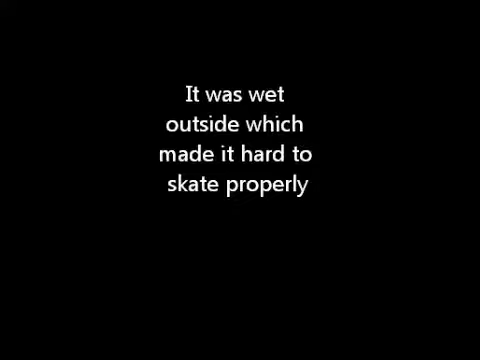 It was wet
outside which
made it hard to
skate properly